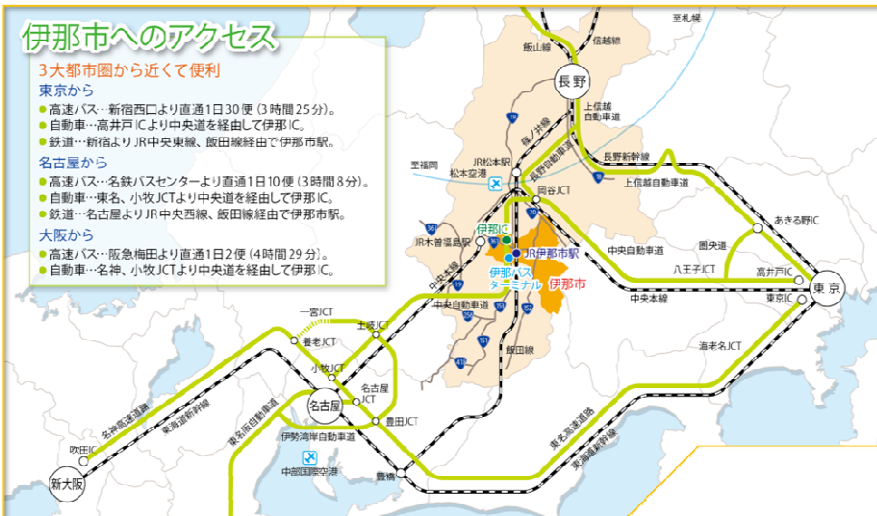 伊那市へのアクセス
3大都市圏から近くて便利
東京から
●高速バス…新宿西口より直通1日30便(3時間25分)。
●自動車…高井戸ICより中央道を経由して伊那IC。
●鉄道…新宿よりJR中央東線、飯田線経由で伊那市駅。
名古屋から
●高速バス…名鉄バスセンターより直通1日10便(3時間8分)。
●自動車…東名、小牧JCTより中央道を経由して伊那IC。
●鉄道…名古屋よりJR中央西線、飯田線経由で伊那市駅。
大阪から
●高速バス…阪急梅田より直通1日2便(4時間29分)。
●自動車…名神、小牧JCTより中央道を経由して伊那IC。
至札幌
飯山線
信越線
長野
上信越
自動車道
18
篠ノ井線
長野自動車道
長野新幹線
上信越自動車道
18
至福岡
JR松本駅
松本空港
岡谷JCT
19
あきる野IC
圏央道
361
伊那IC
JR木曽福島駅
361
JR伊那市駅
伊那バス
ターミナル
伊那市
中央自動車道
八王子JCT
高井戸IC
東京
中央本線
東京IC
中央本線
19
中央自動車道
153
152
256
151
418
飯田線
一宮JCT
土岐JCT
養老JCT
小牧JCT
名古屋
JCT
名古屋
豊田JCT
海老名JCT
名神高速道路
東海道新幹線
東名阪自動車道
伊勢湾岸自動車道
吹田IC
新大阪
中部国際空港
豊橋
東名高速道路
東海道新幹線